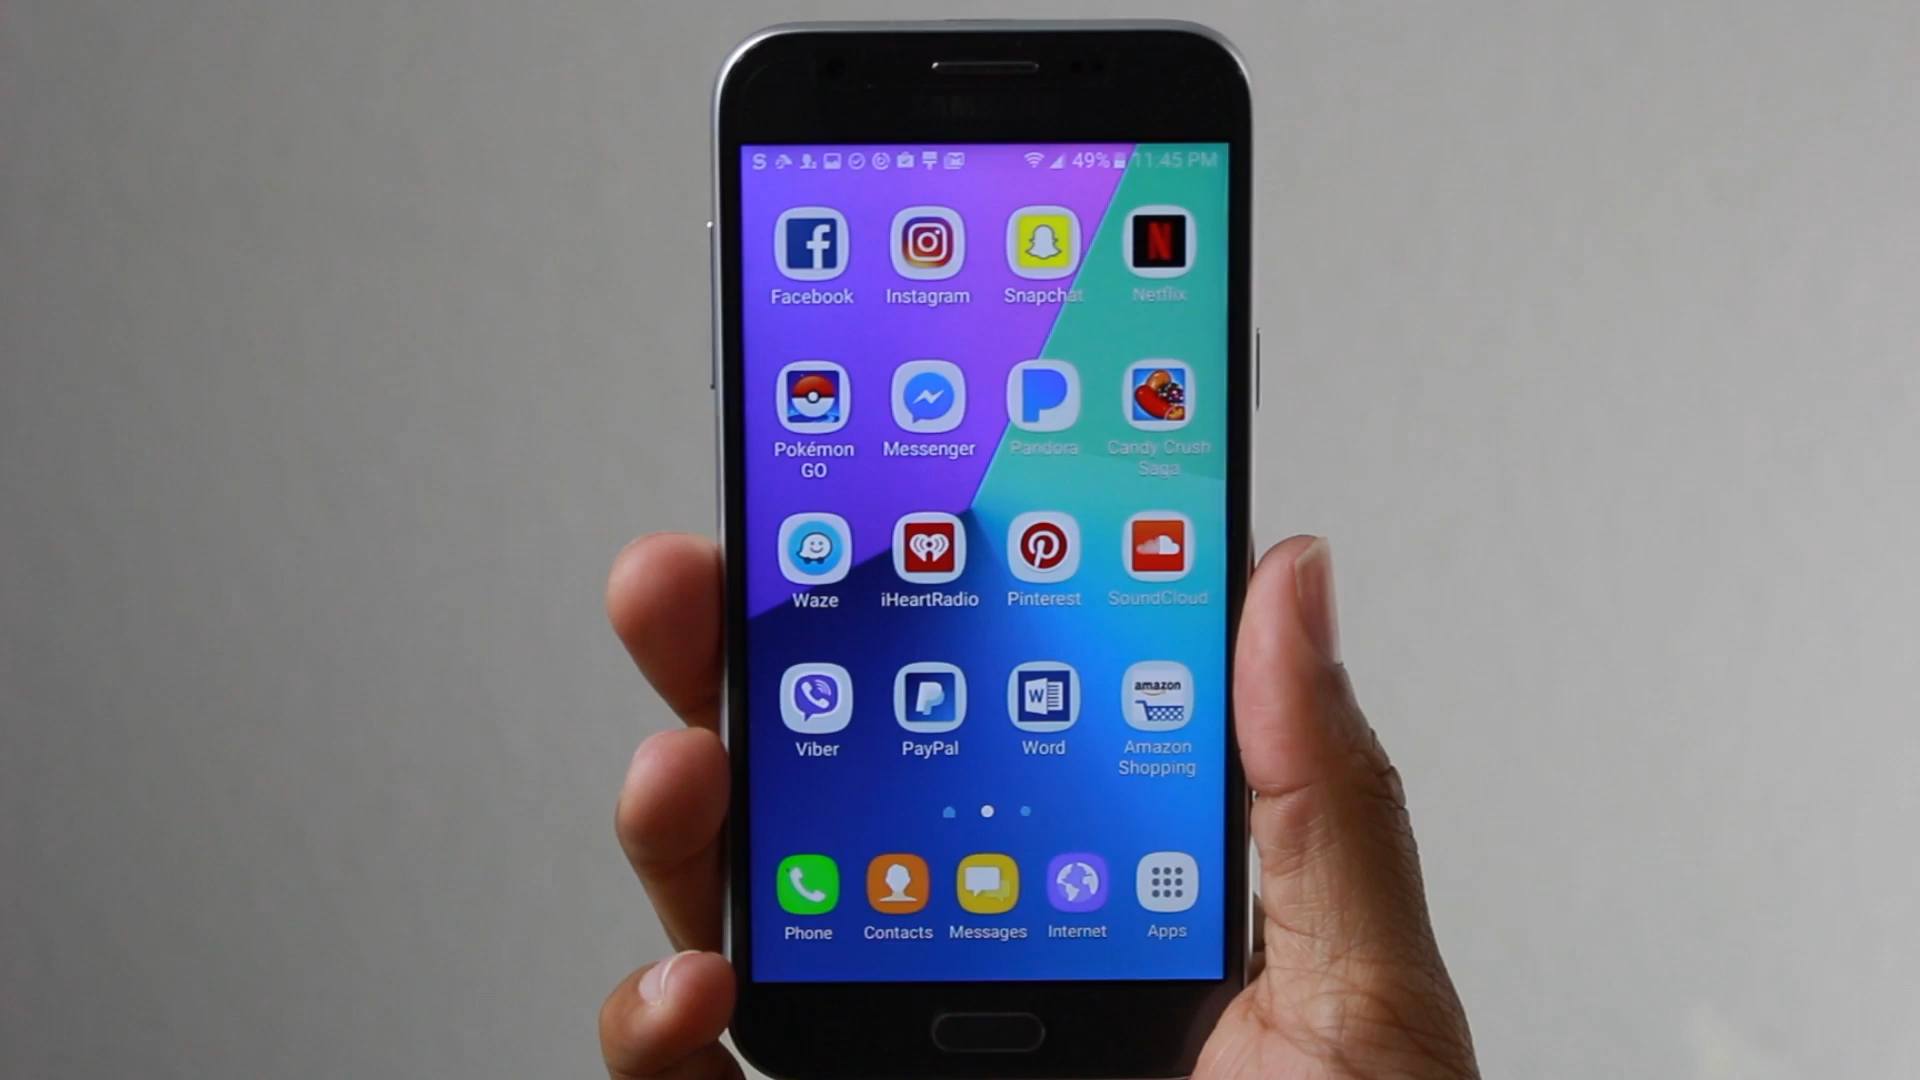 49% 11:45 PM
Facebook Instagram Snapchat Netflix
Pokémon Messenger Pandora Candy Crush
GO Saga
Waze iHeartRadio Pinterest SoundCloud
amazon
Viber PayPal Word Amazon
Shopping
Phone Contacts Messages Internet Apps